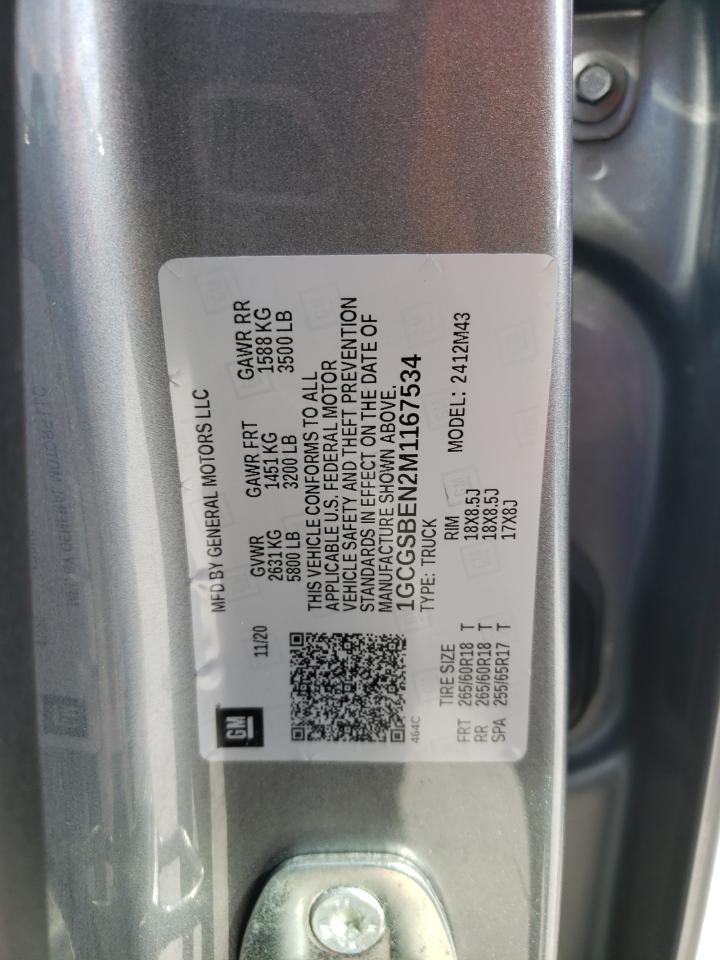 MFD BY GENERAL MOTORS LLC
11/20
GVWR GAWR FRT GAWR RR
2631 KG 1451 KG 1588 KG
5800 LB 3200 LB 3500 LB
THIS VEHICLE CONFORMS TO ALL
APPLICABLE U.S. FEDERAL MOTOR
VEHICLE SAFETY AND THEFT PREVENTION
STANDARDS IN EFFECT ON THE DATE OF
MANUFACTURE SHOWN ABOVE.
1GCGSBEN2M1167534
TYPE: TRUCK MODEL: 2412M43
GM
464C
TIRE SIZE RIM
FRT 265/60R18 T 18X8.5J
RR 265/60R18 T 18X8.5J
SPA 255/65R17 T 17X8J